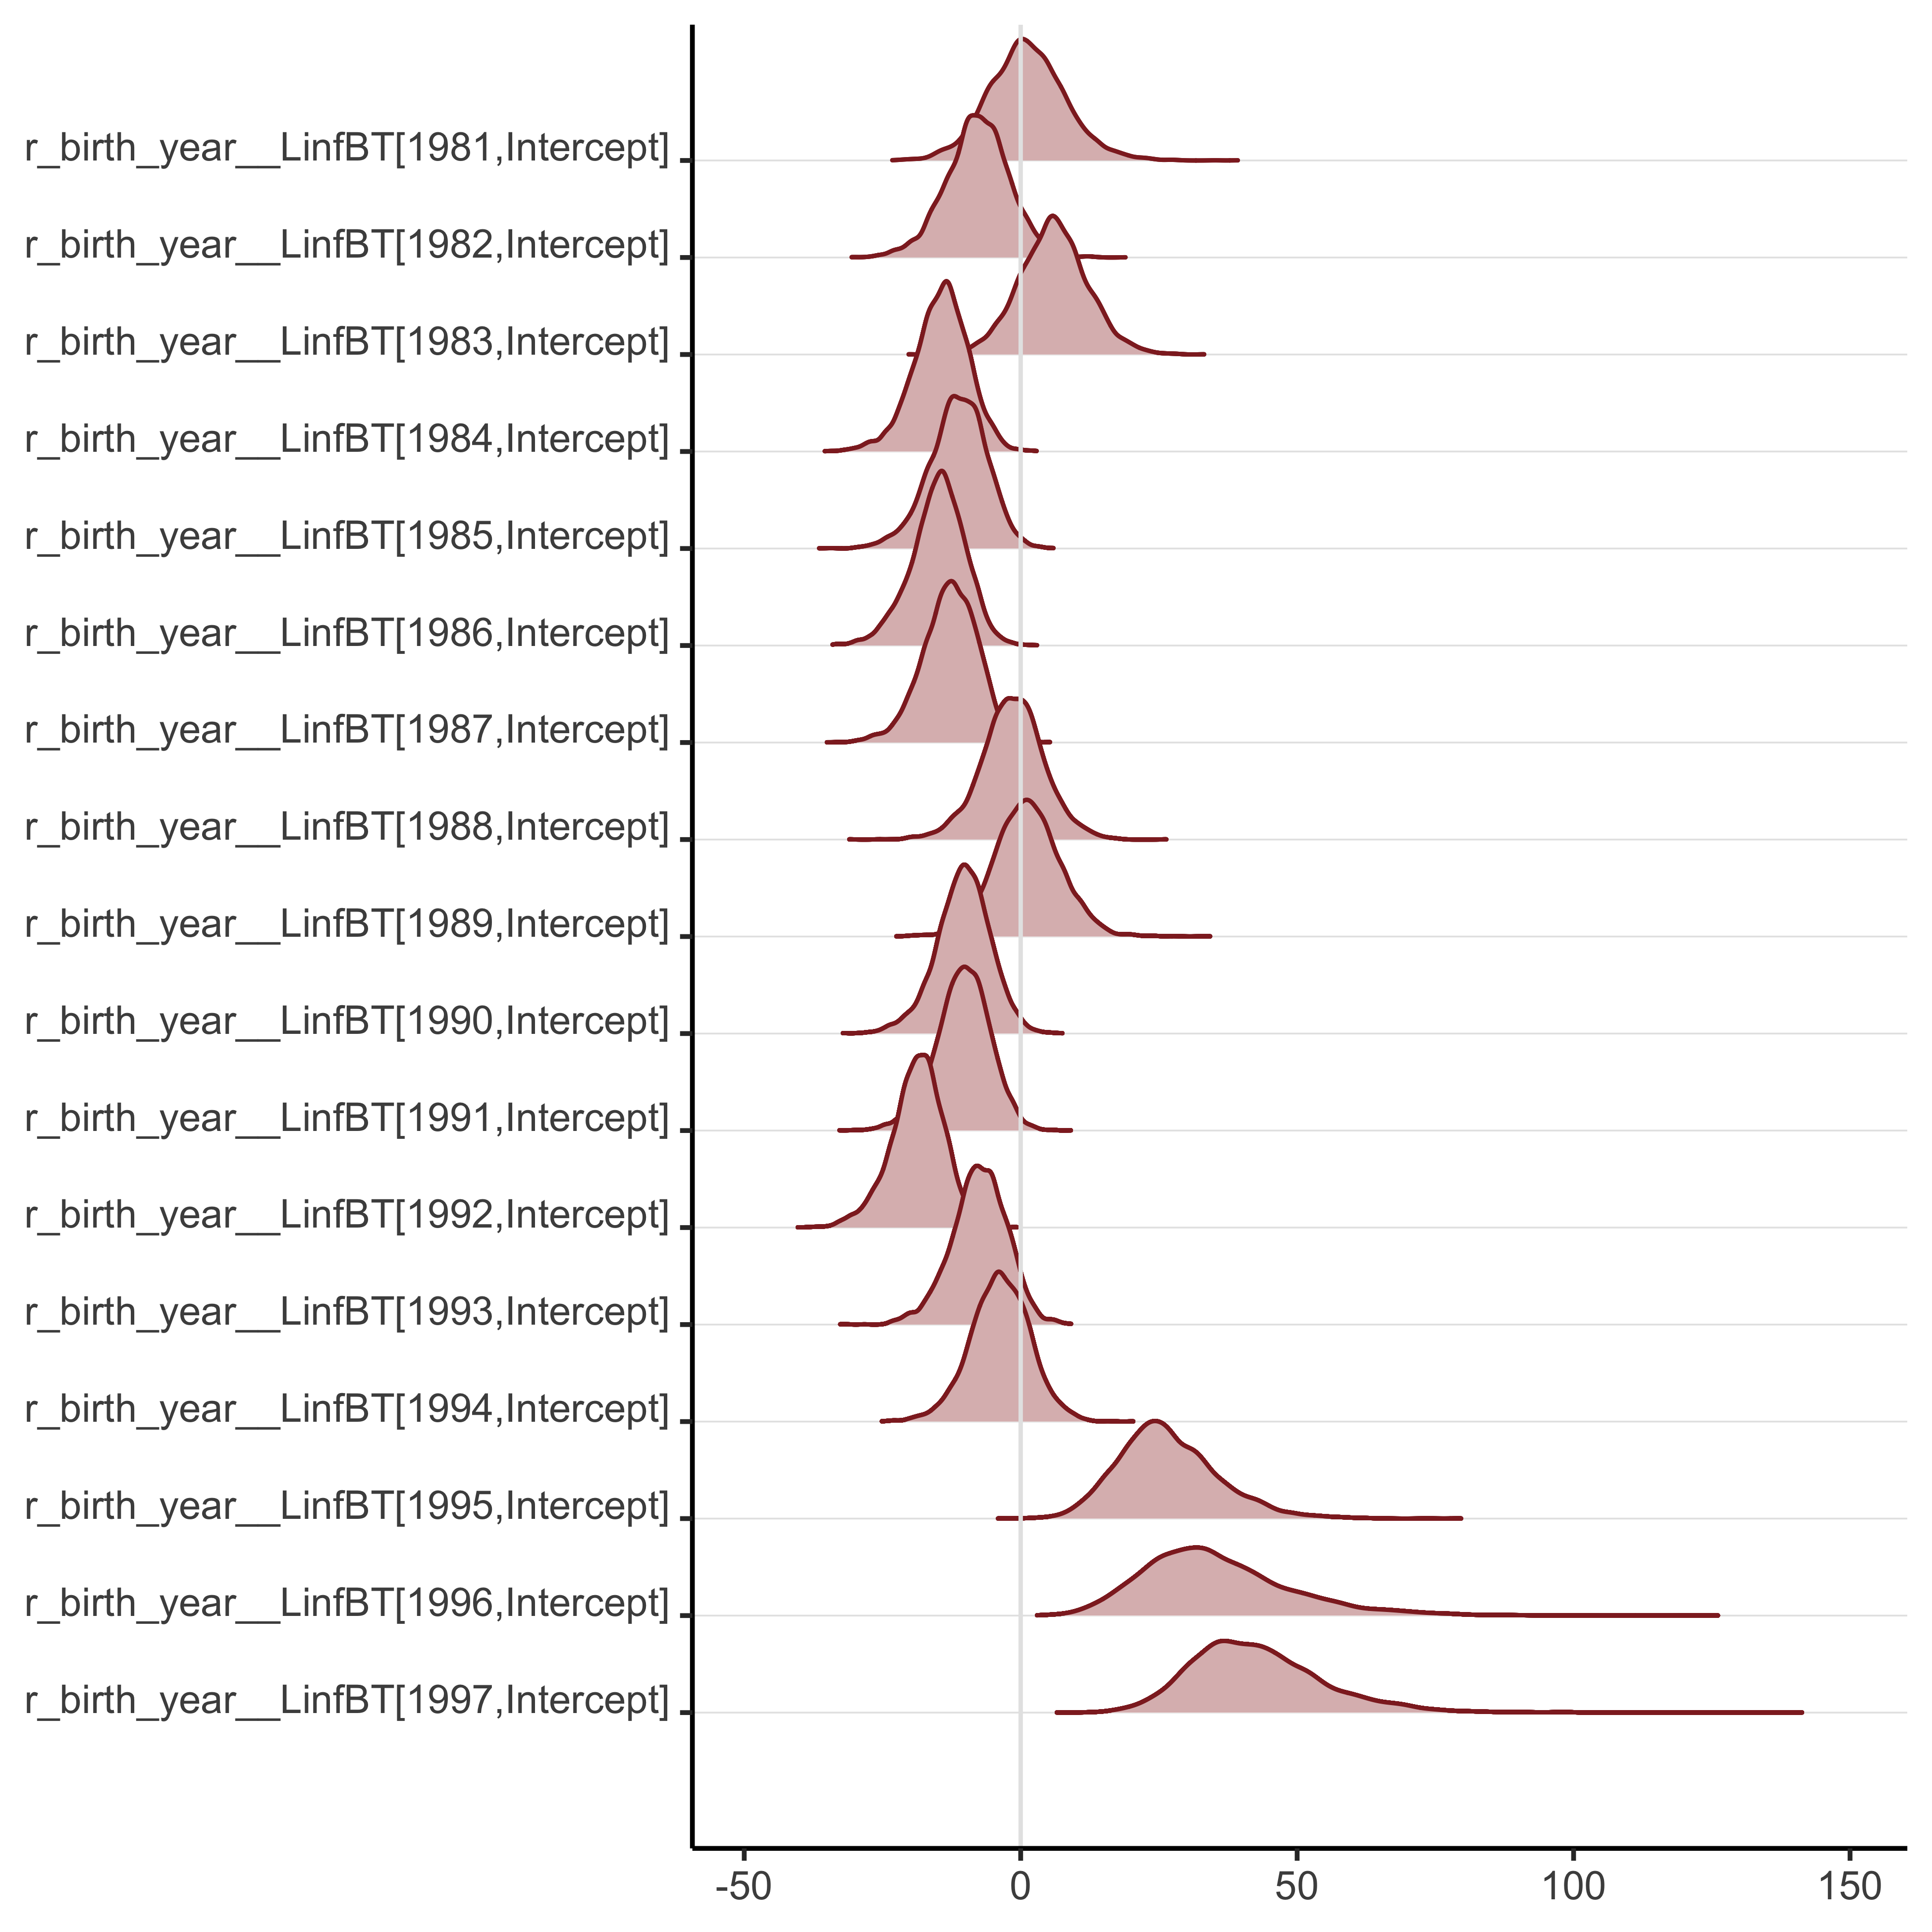 r_birth_year__LinfBT[1981,Intercept]
r_birth_year__LinfBT[1982,Intercept]
r_birth_year__LinfBT[1983,Intercept]
r_birth_year__LinfBT[1984,Intercept]
r_birth_year__LinfBT[1985,Intercept]
r_birth_year__LinfBT[1986,Intercept]
r_birth_year__LinfBT[1987,Intercept]
r_birth_year__LinfBT[1988,Intercept]
r_birth_year__LinfBT[1989,Intercept]
r_birth_year__LinfBT[1990,Intercept]
r_birth_year__LinfBT[1991,Intercept]
r_birth_year__LinfBT[1992,Intercept]
r_birth_year__LinfBT[1993,Intercept]
r_birth_year__LinfBT[1994,Intercept]
r_birth_year__LinfBT[1995,Intercept]
r_birth_year__LinfBT[1996,Intercept]
r_birth_year__LinfBT[1997,Intercept]
-50 0 50 100 150